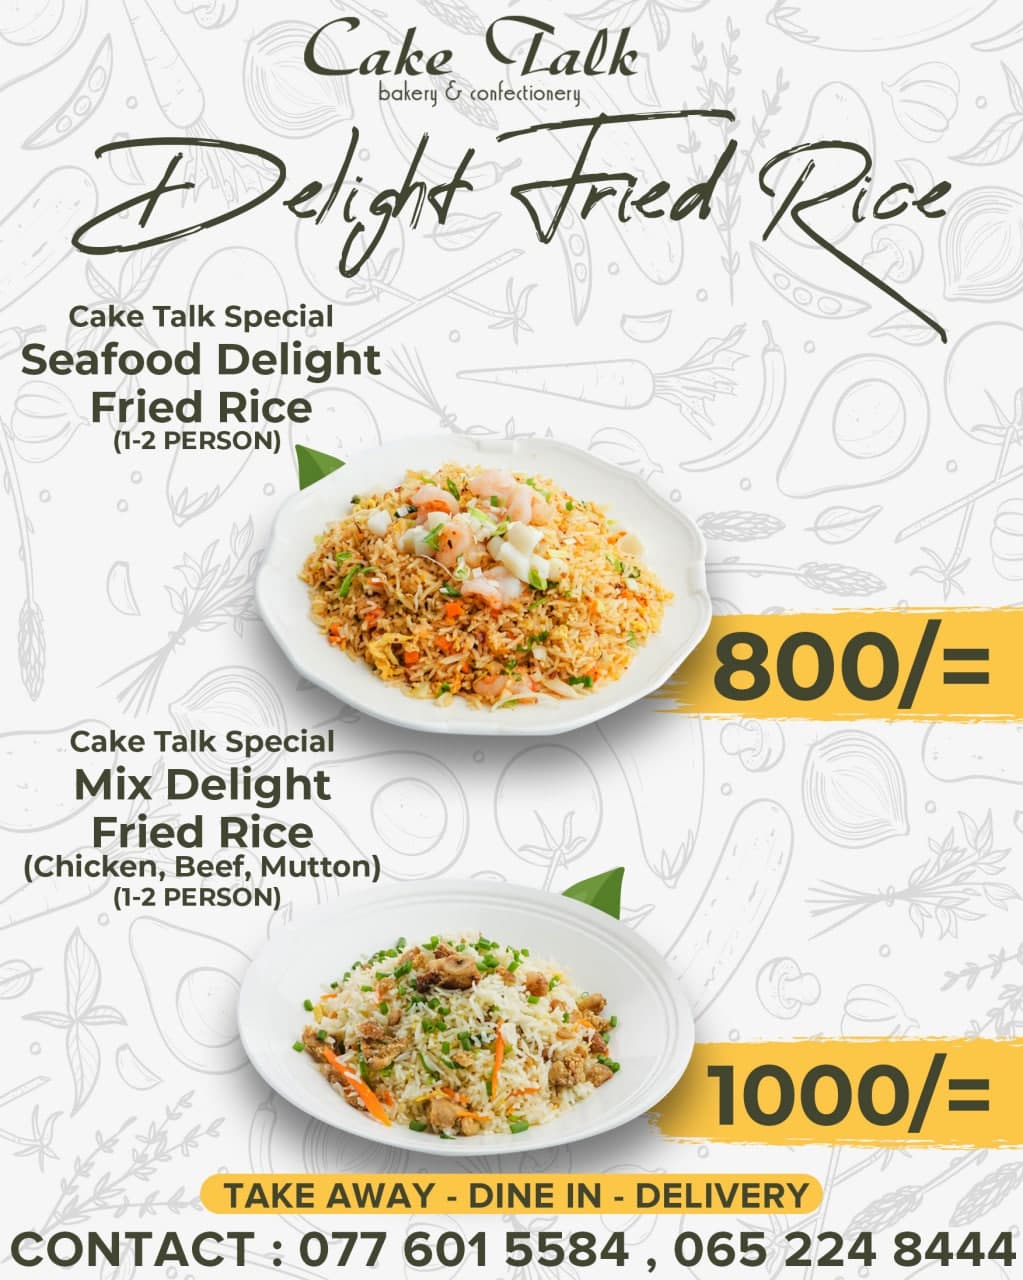 Cake Talk
bakery & confectionery
Delight Fried Rice
Cake Talk Special
Seafood Delight
Fried Rice
(1-2 PERSON)
800/=
Cake Talk Special
Mix Delight
Fried Rice
(Chicken, Beef, Mutton)
(1-2 PERSON)
1000/=
TAKE AWAY - DINE IN - DELIVERY
CONTACT : 077 601 5584 , 065 224 8444